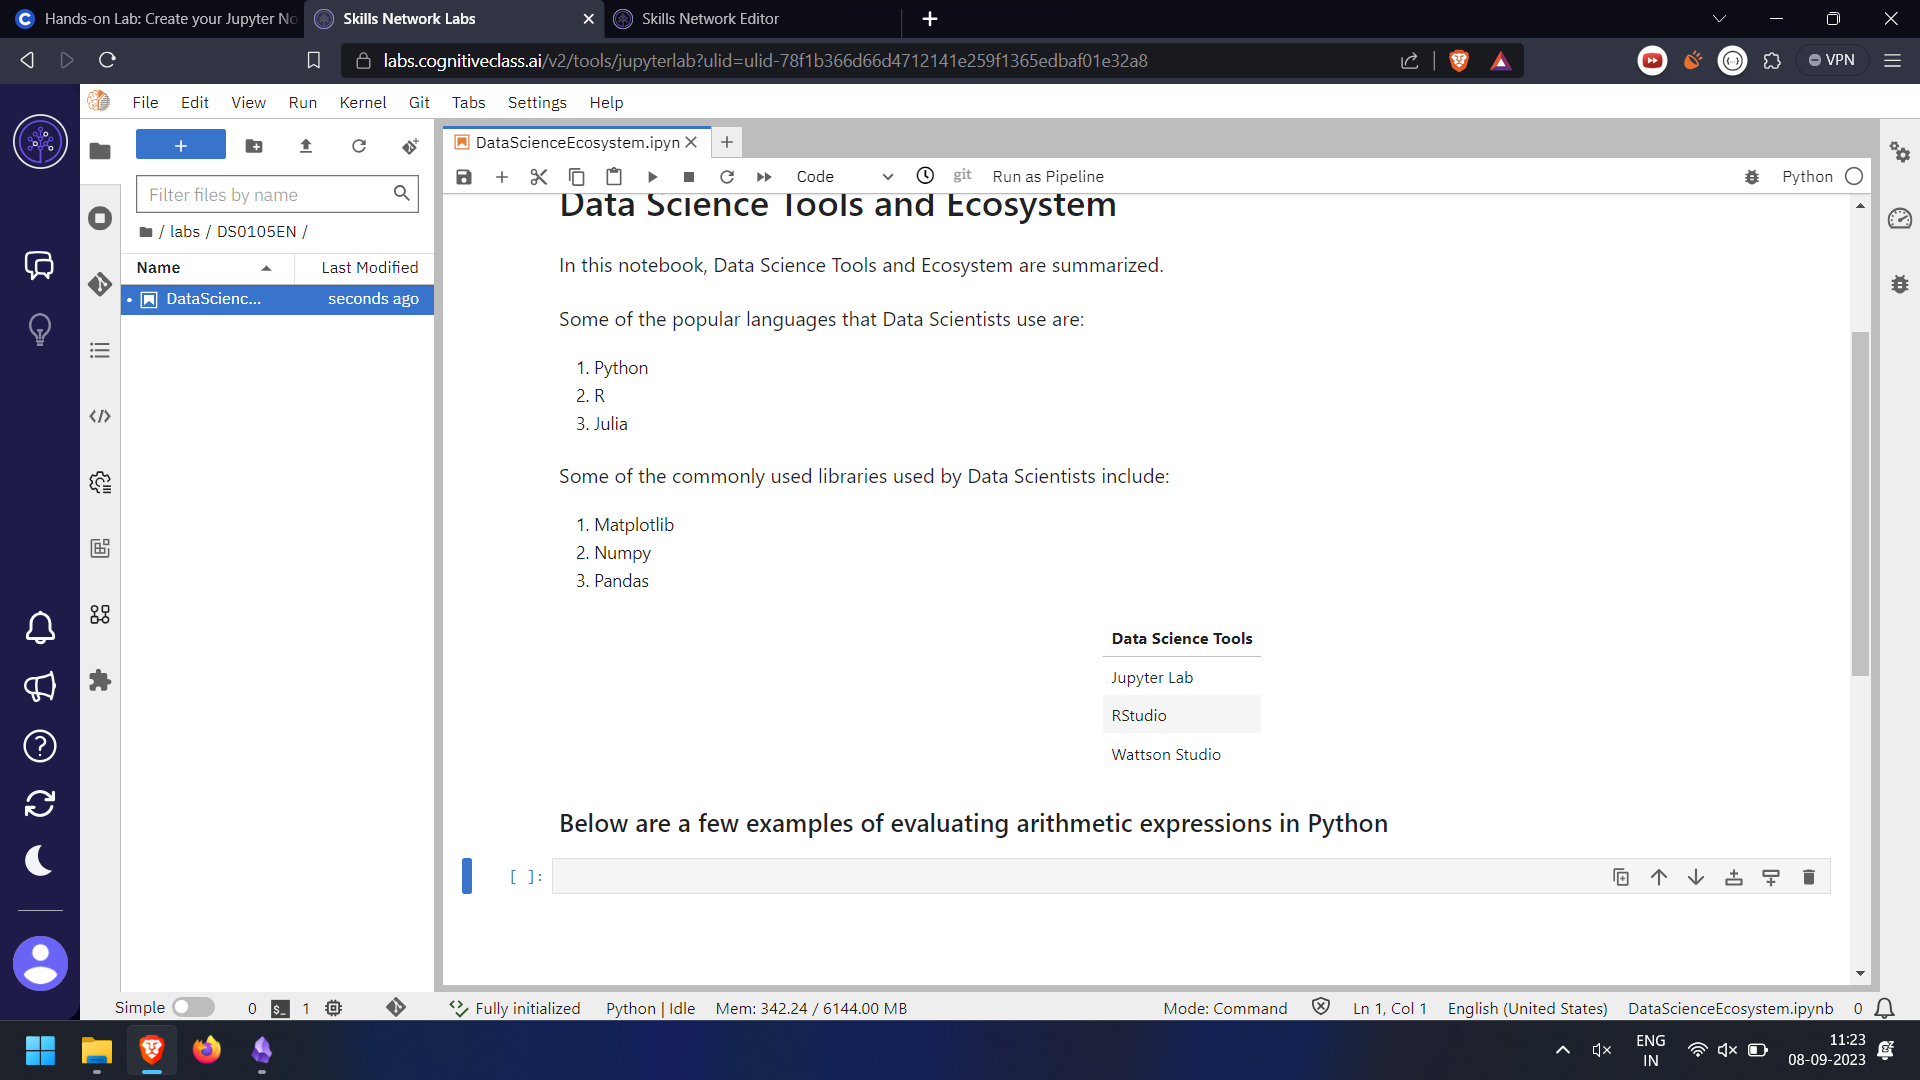 Hands-on Lab: Create your Jupyter No
Skills Network Labs
Skills Network Editor
labs.cognitiveclass.ai/v2/tools/jupyterlab?ulid=ulid-78f1b366d66d4712141e259f1365edbaf01e32a8
VPN
File Edit View Run Kernel Git Tabs Settings Help
DataScienceEcosystem.ipyn
Filter files by name
Code
git
Run as Pipeline
Python
/ labs / DS0105EN /
Name
Last Modified
DataScienc...
seconds ago
Data Science Tools and Ecosystem
In this notebook, Data Science Tools and Ecosystem are summarized.
Some of the popular languages that Data Scientists use are:
1. Python
2. R
3. Julia
Some of the commonly used libraries used by Data Scientists include:
1. Matplotlib
2. Numpy
3. Pandas
Data Science Tools
Jupyter Lab
RStudio
Wattson Studio
Below are a few examples of evaluating arithmetic expressions in Python
[ ]:
Simple 0 $_ 1 Fully initialized Python | Idle Mem: 342.24 / 6144.00 MB Mode: Command Ln 1, Col 1 English (United States) DataScienceEcosystem.ipynb 0
ENG
IN
11:23
08-09-2023